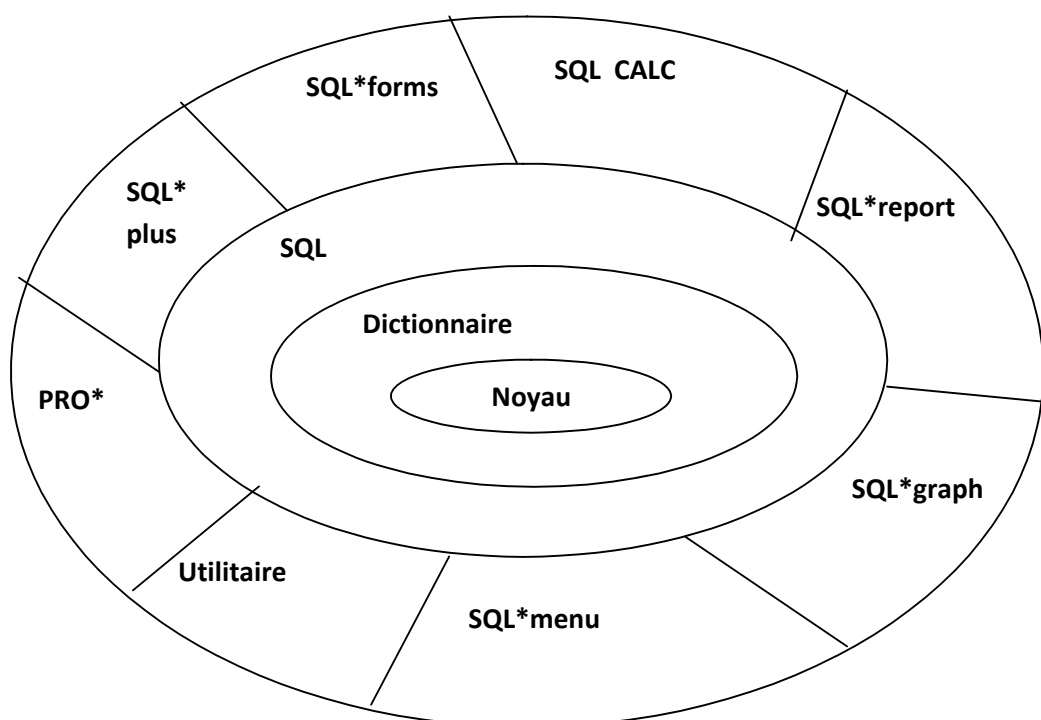 SQL CALC
SQL*forms
SQL*
plus
SQL*report
SQL
Dictionnaire
PRO*
Noyau
SQL*graph
Utilitaire
SQL*menu